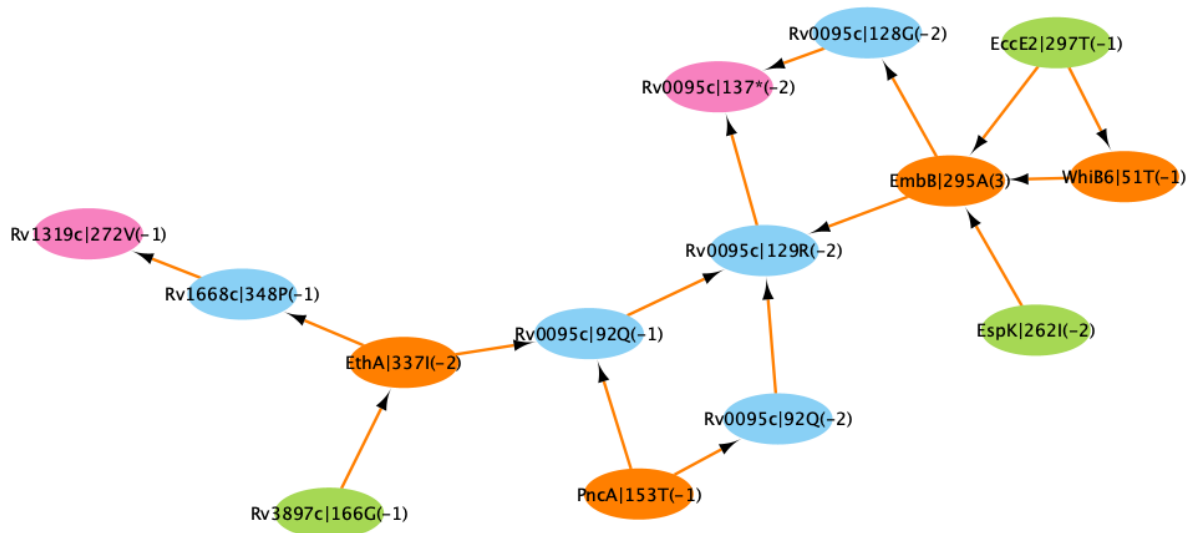 Rv0095c|128G(-2)
EccE2|297T(-1)
Rv0095c|137*(-2)
EmbB|295A(3)
WhiB6|51T(-1)
Rv1319c|272V(-1)
Rv0095c|129R(-2)
Rv1668c|348P(-1)
Rv0095c|92Q(-1)
EspK|262I(-2)
EthA|337I(-2)
Rv0095c|92Q(-2)
PncA|153T(-1)
Rv3897c|166G(-1)